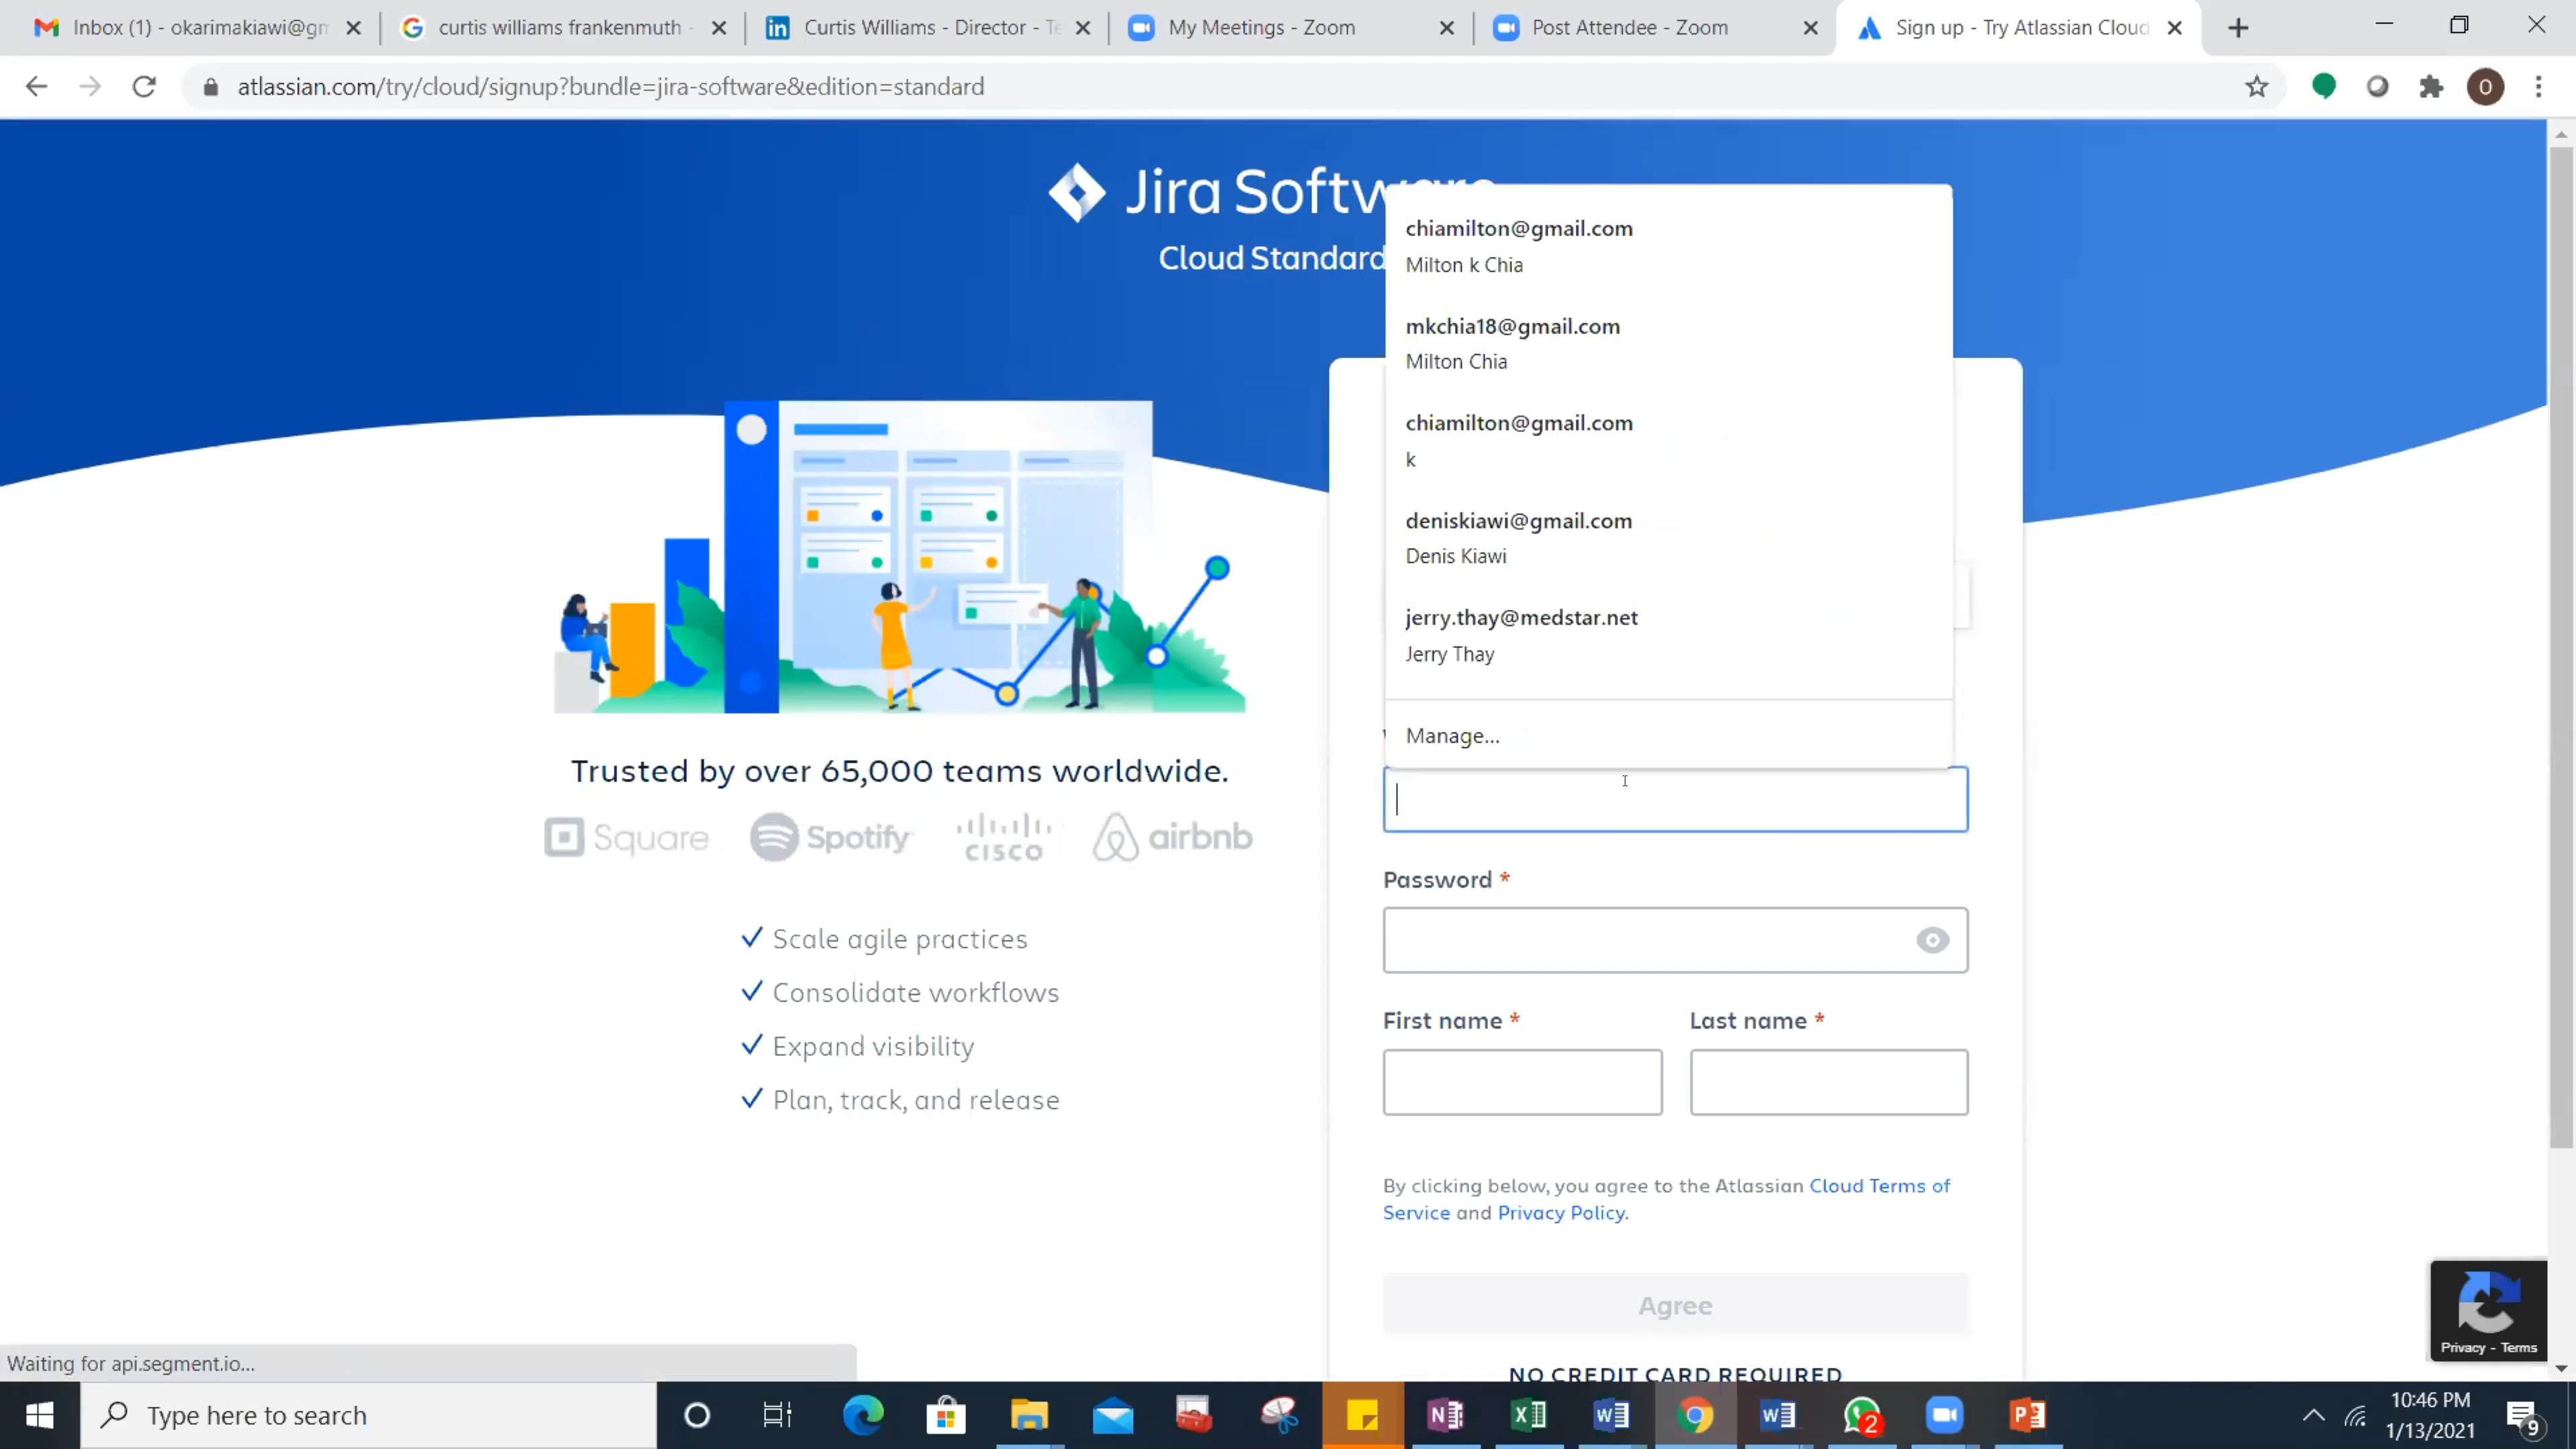 Inbox (1) - okarimakiawi@gm
curtis williams frankenmuth -
Curtis Williams - Director - Te
My Meetings - Zoom
Post Attendee - Zoom
Sign up - Try Atlassian Cloud
atlassian.com/try/cloud/signup?bundle=jira-software&edition=standard
O
Jira Software
Cloud Standard
chiamilton@gmail.com
Milton k Chia
mkchia18@gmail.com
Milton Chia
chiamilton@gmail.com
k
deniskiawi@gmail.com
Denis Kiawi
jerry.thay@medstar.net
Jerry Thay
Manage...
Trusted by over 65,000 teams worldwide.
Square Spotify CISCO airbnb
Scale agile practices
Consolidate workflows
Expand visibility
Plan, track, and release
Password *
First name * Last name *
By clicking below, you agree to the Atlassian Cloud Terms of
Service and Privacy Policy.
Agree
NO CREDIT CARD REQUIRED
Privacy - Terms
Waiting for api.segment.io...
Type here to search
2
10:46 PM
1/13/2021
9